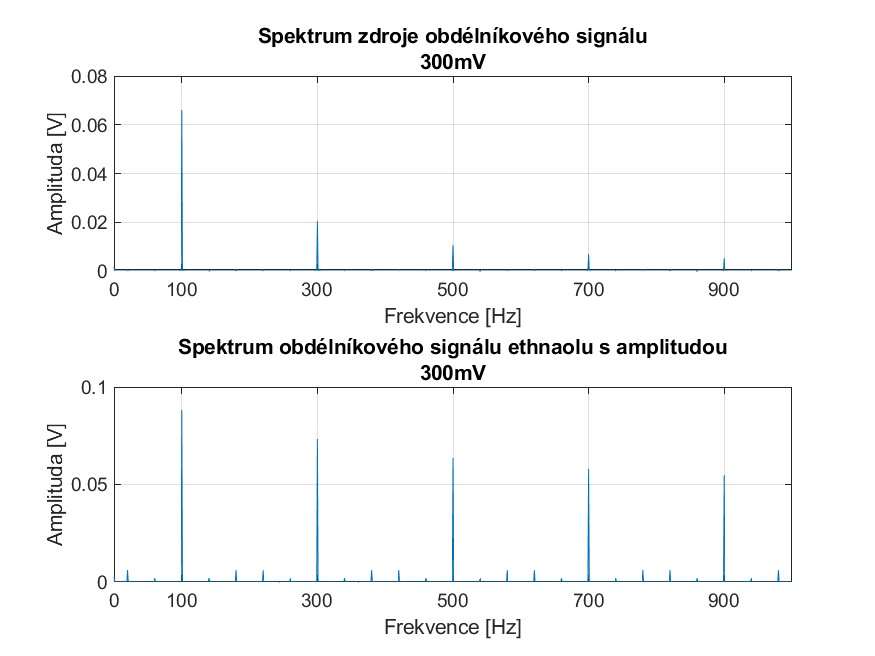 Spektrum zdroje obdélníkového signálu
300mV
0.08
0.06
0.04
0.02
0
Amplituda [V]
0 100 300 500 700 900
Frekvence [Hz]
Spektrum obdélníkového signálu ethnaolu s amplitudou
300mV
0.1
0.05
0
Amplituda [V]
0 100 300 500 700 900
Frekvence [Hz]